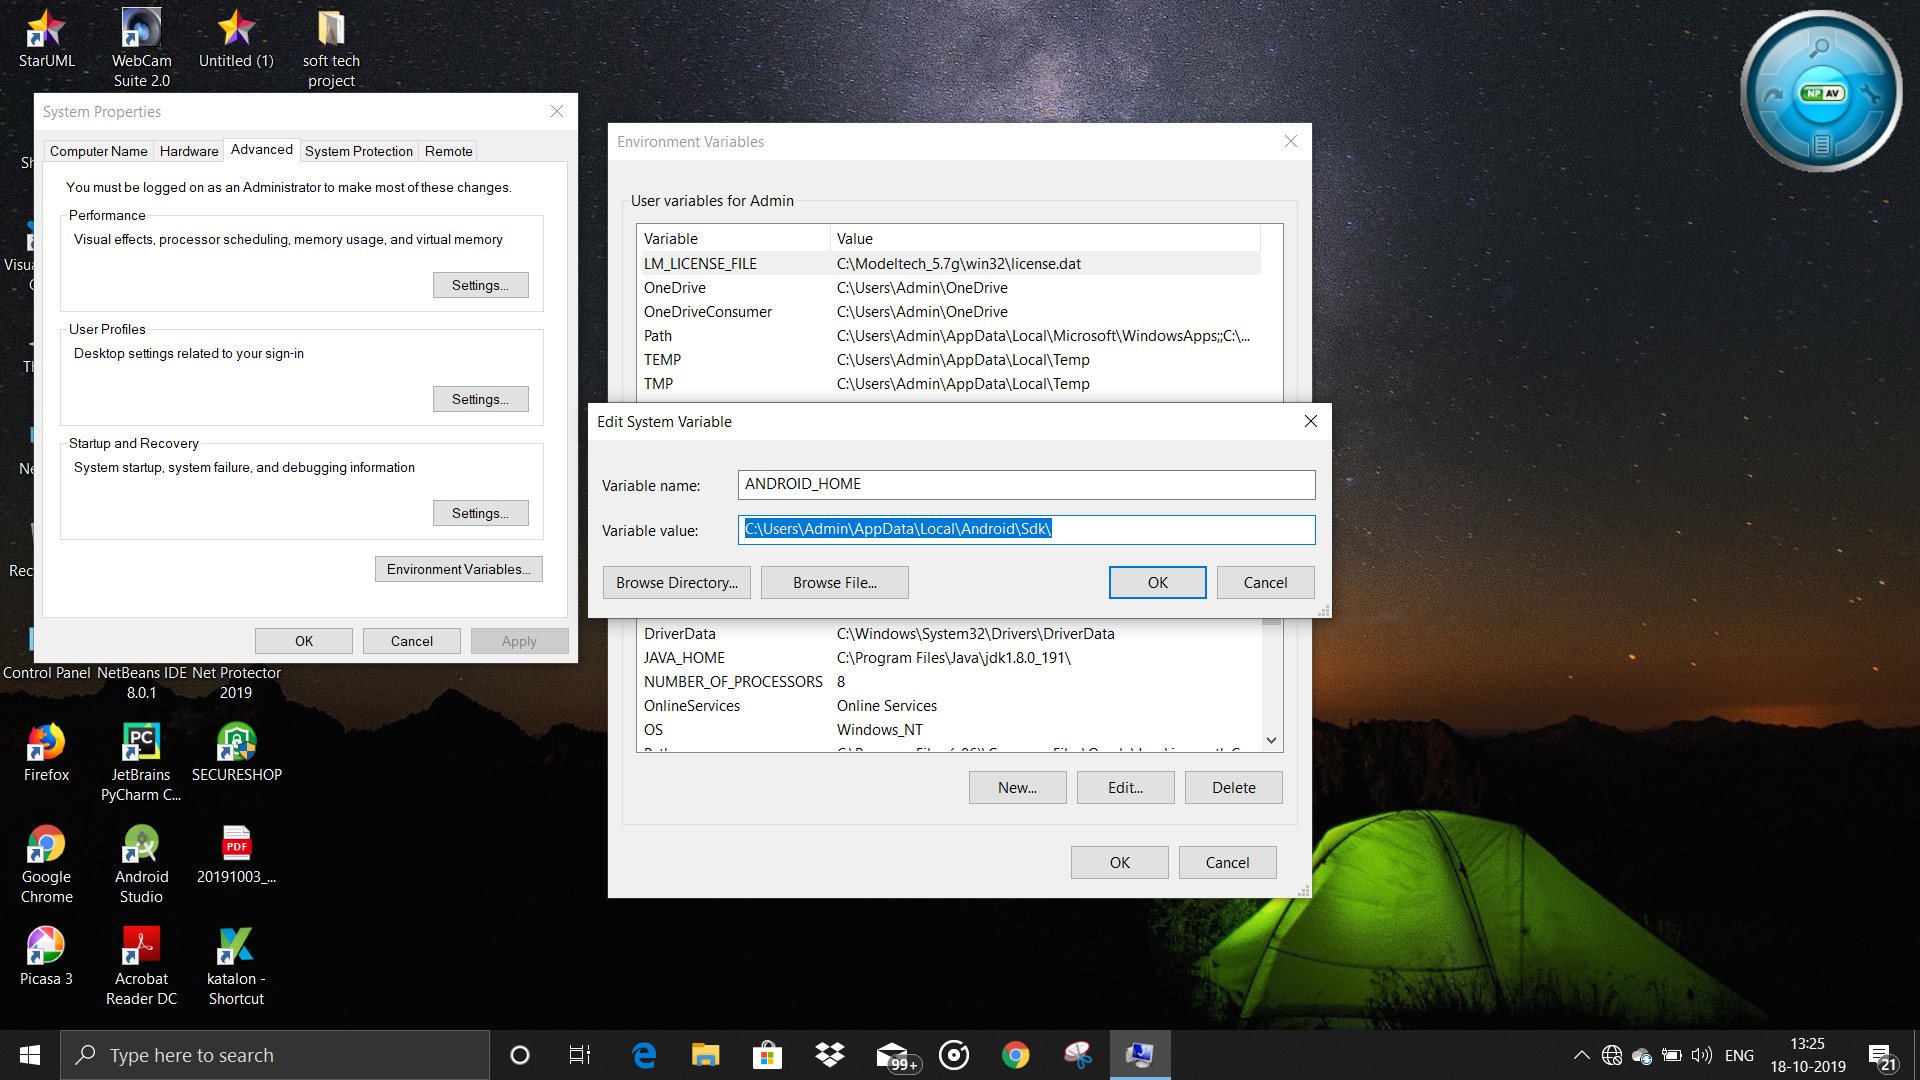 StarUML
WebCam
Suite 2.0
Untitled (1)
soft tech
project
NP AV
System Properties
Computer Name
Hardware
Advanced
System Protection
Remote
You must be logged on as an Administrator to make most of these changes.
Performance
Visual effects, processor scheduling, memory usage, and virtual memory
Settings...
User Profiles
Desktop settings related to your sign-in
Settings...
Startup and Recovery
System startup, system failure, and debugging information
Settings...
Environment Variables...
OK
Cancel
Apply
Environment Variables
User variables for Admin
Variable Value
LM_LICENSE_FILE C:\Modeltech_5.7g\win32\license.dat
OneDrive C:\Users\Admin\OneDrive
OneDriveConsumer C:\Users\Admin\OneDrive
Path C:\Users\Admin\AppData\Local\Microsoft\WindowsApps;;C:\...
TEMP C:\Users\Admin\AppData\Local\Temp
TMP C:\Users\Admin\AppData\Local\Temp
Edit System Variable
Variable name: ANDROID_HOME
Variable value: C:\Users\Admin\AppData\Local\Android\Sdk\
Browse Directory...
Browse File...
OK
Cancel
DriverData C:\Windows\System32\Drivers\DriverData
JAVA_HOME C:\Program Files\Java\jdk1.8.0_191\
NUMBER_OF_PROCESSORS 8
OnlineServices Online Services
OS Windows_NT
New...
Edit...
Delete
OK
Cancel
Control Panel
NetBeans IDE
8.0.1
Net Protector
2019
Firefox
PC
JetBrains
PyCharm C...
SECURESHOP
Google
Chrome
Android
Studio
PDF
20191003_...
Picasa 3
Acrobat
Reader DC
katalon -
Shortcut
Type here to search
99+
ENG
13:25
18-10-2019
21